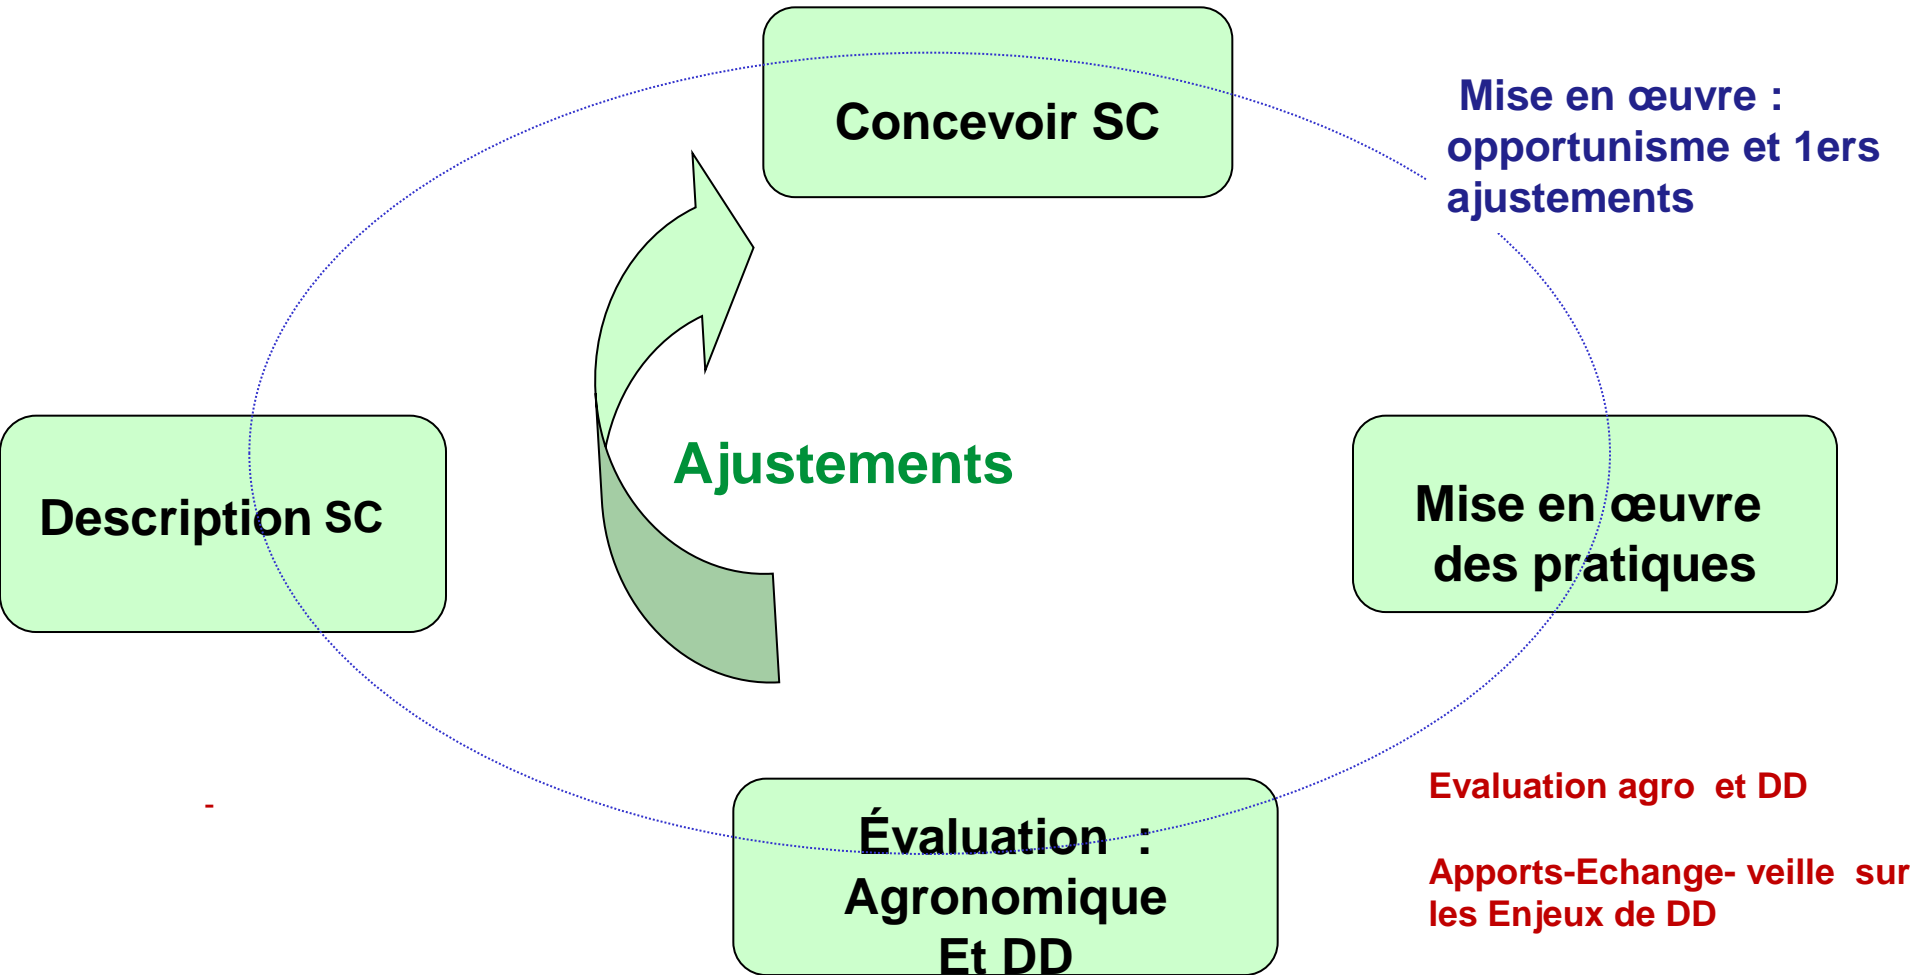 Concevoir SC
Mise en œuvre :
opportunisme et 1ers
ajustements
Ajustements
Description SC
Mise en œuvre
des pratiques
-
Évaluation :
Agronomique
Et DD
Evaluation agro et DD
Apports-Echange- veille sur
les Enjeux de DD